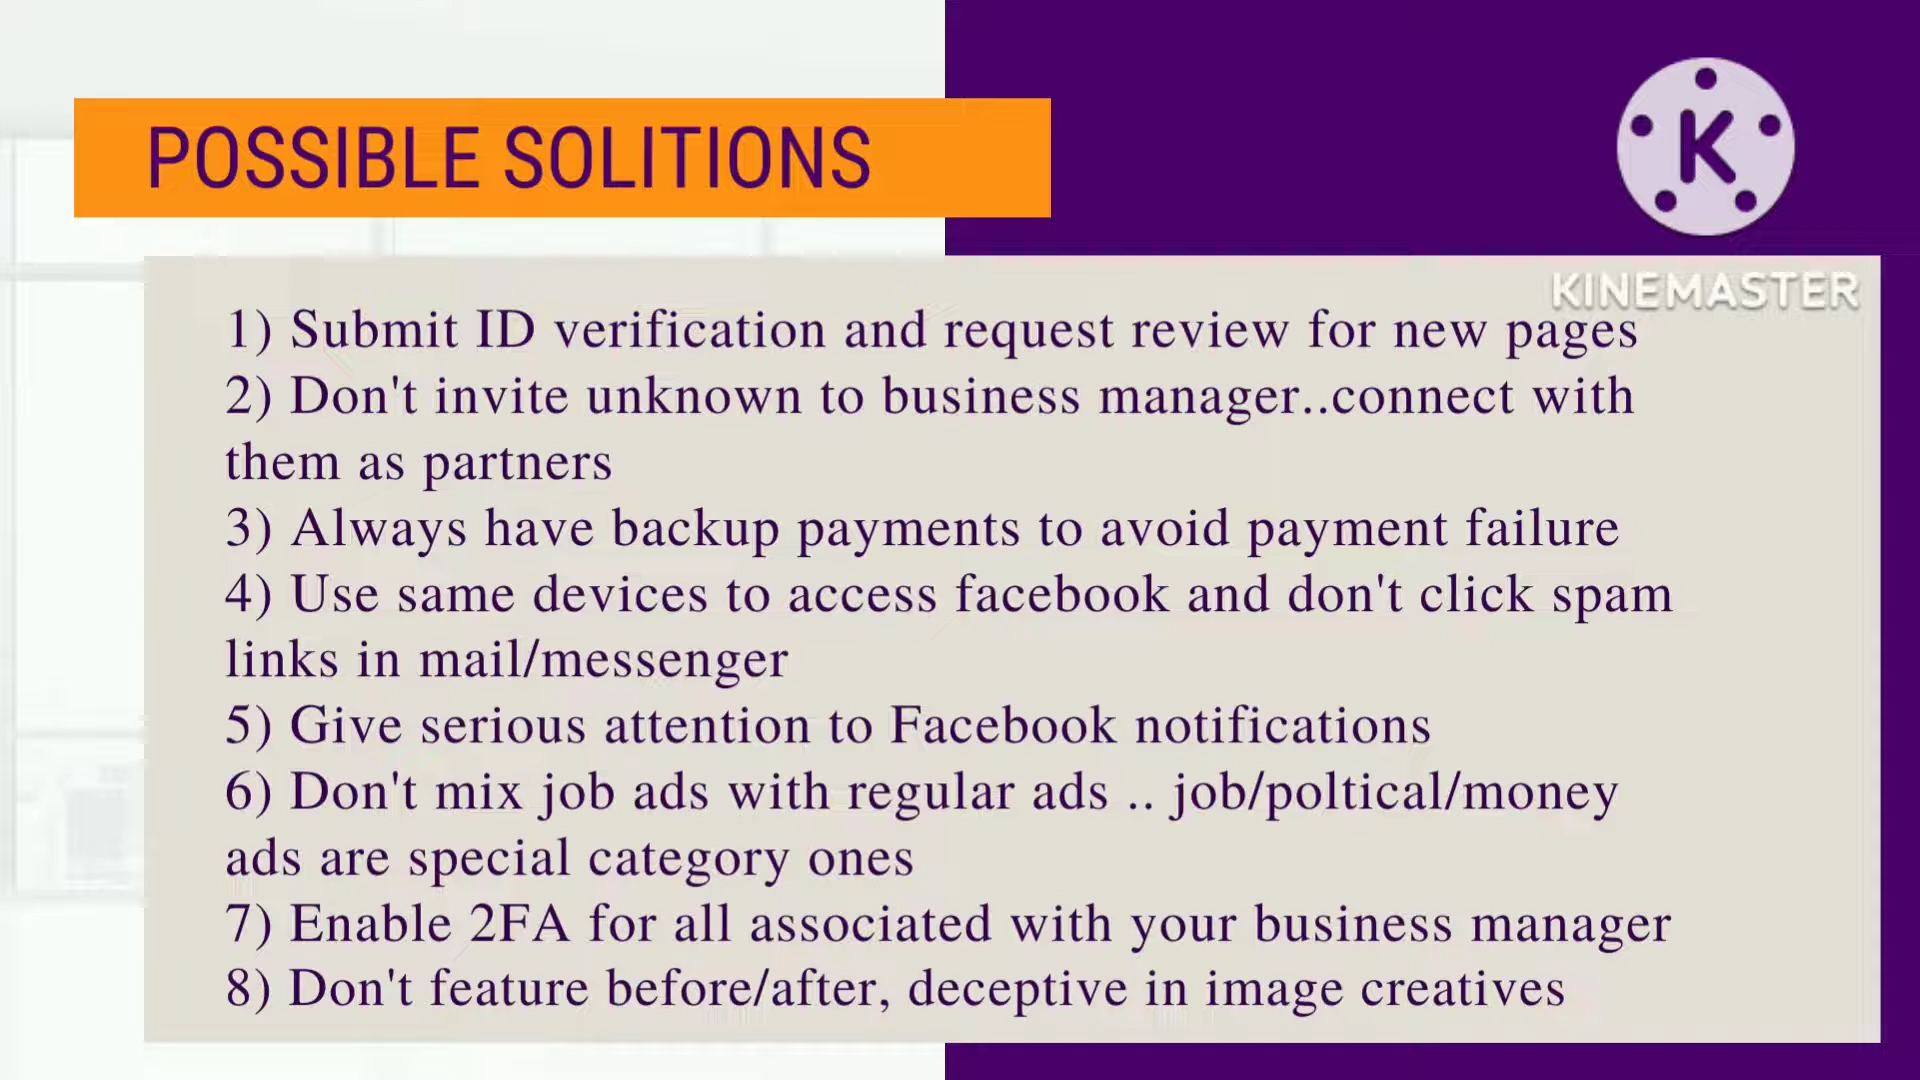 POSSIBLE SOLITIONS
K
KINEMASTER
1) Submit ID verification and request review for new pages
2) Don't invite unknown to business manager..connect with
them as partners
3) Always have backup payments to avoid payment failure
4) Use same devices to access facebook and don't click spam
links in mail/messenger
5) Give serious attention to Facebook notifications
6) Don't mix job ads with regular ads .. job/poltical/money
ads are special category ones
7) Enable 2FA for all associated with your business manager
8) Don't feature before/after, deceptive in image creatives